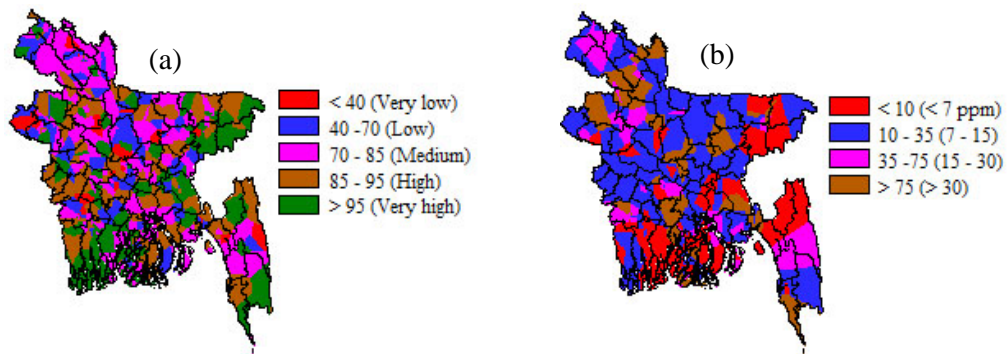 (a)
< 40 (Very low)
40 -70 (Low)
70 - 85 (Medium)
85 - 95 (High)
> 95 (Very high)
(b)
< 10 (< 7 ppm)
10 - 35 (7 - 15)
35 -75 (15 - 30)
> 75 (> 30)